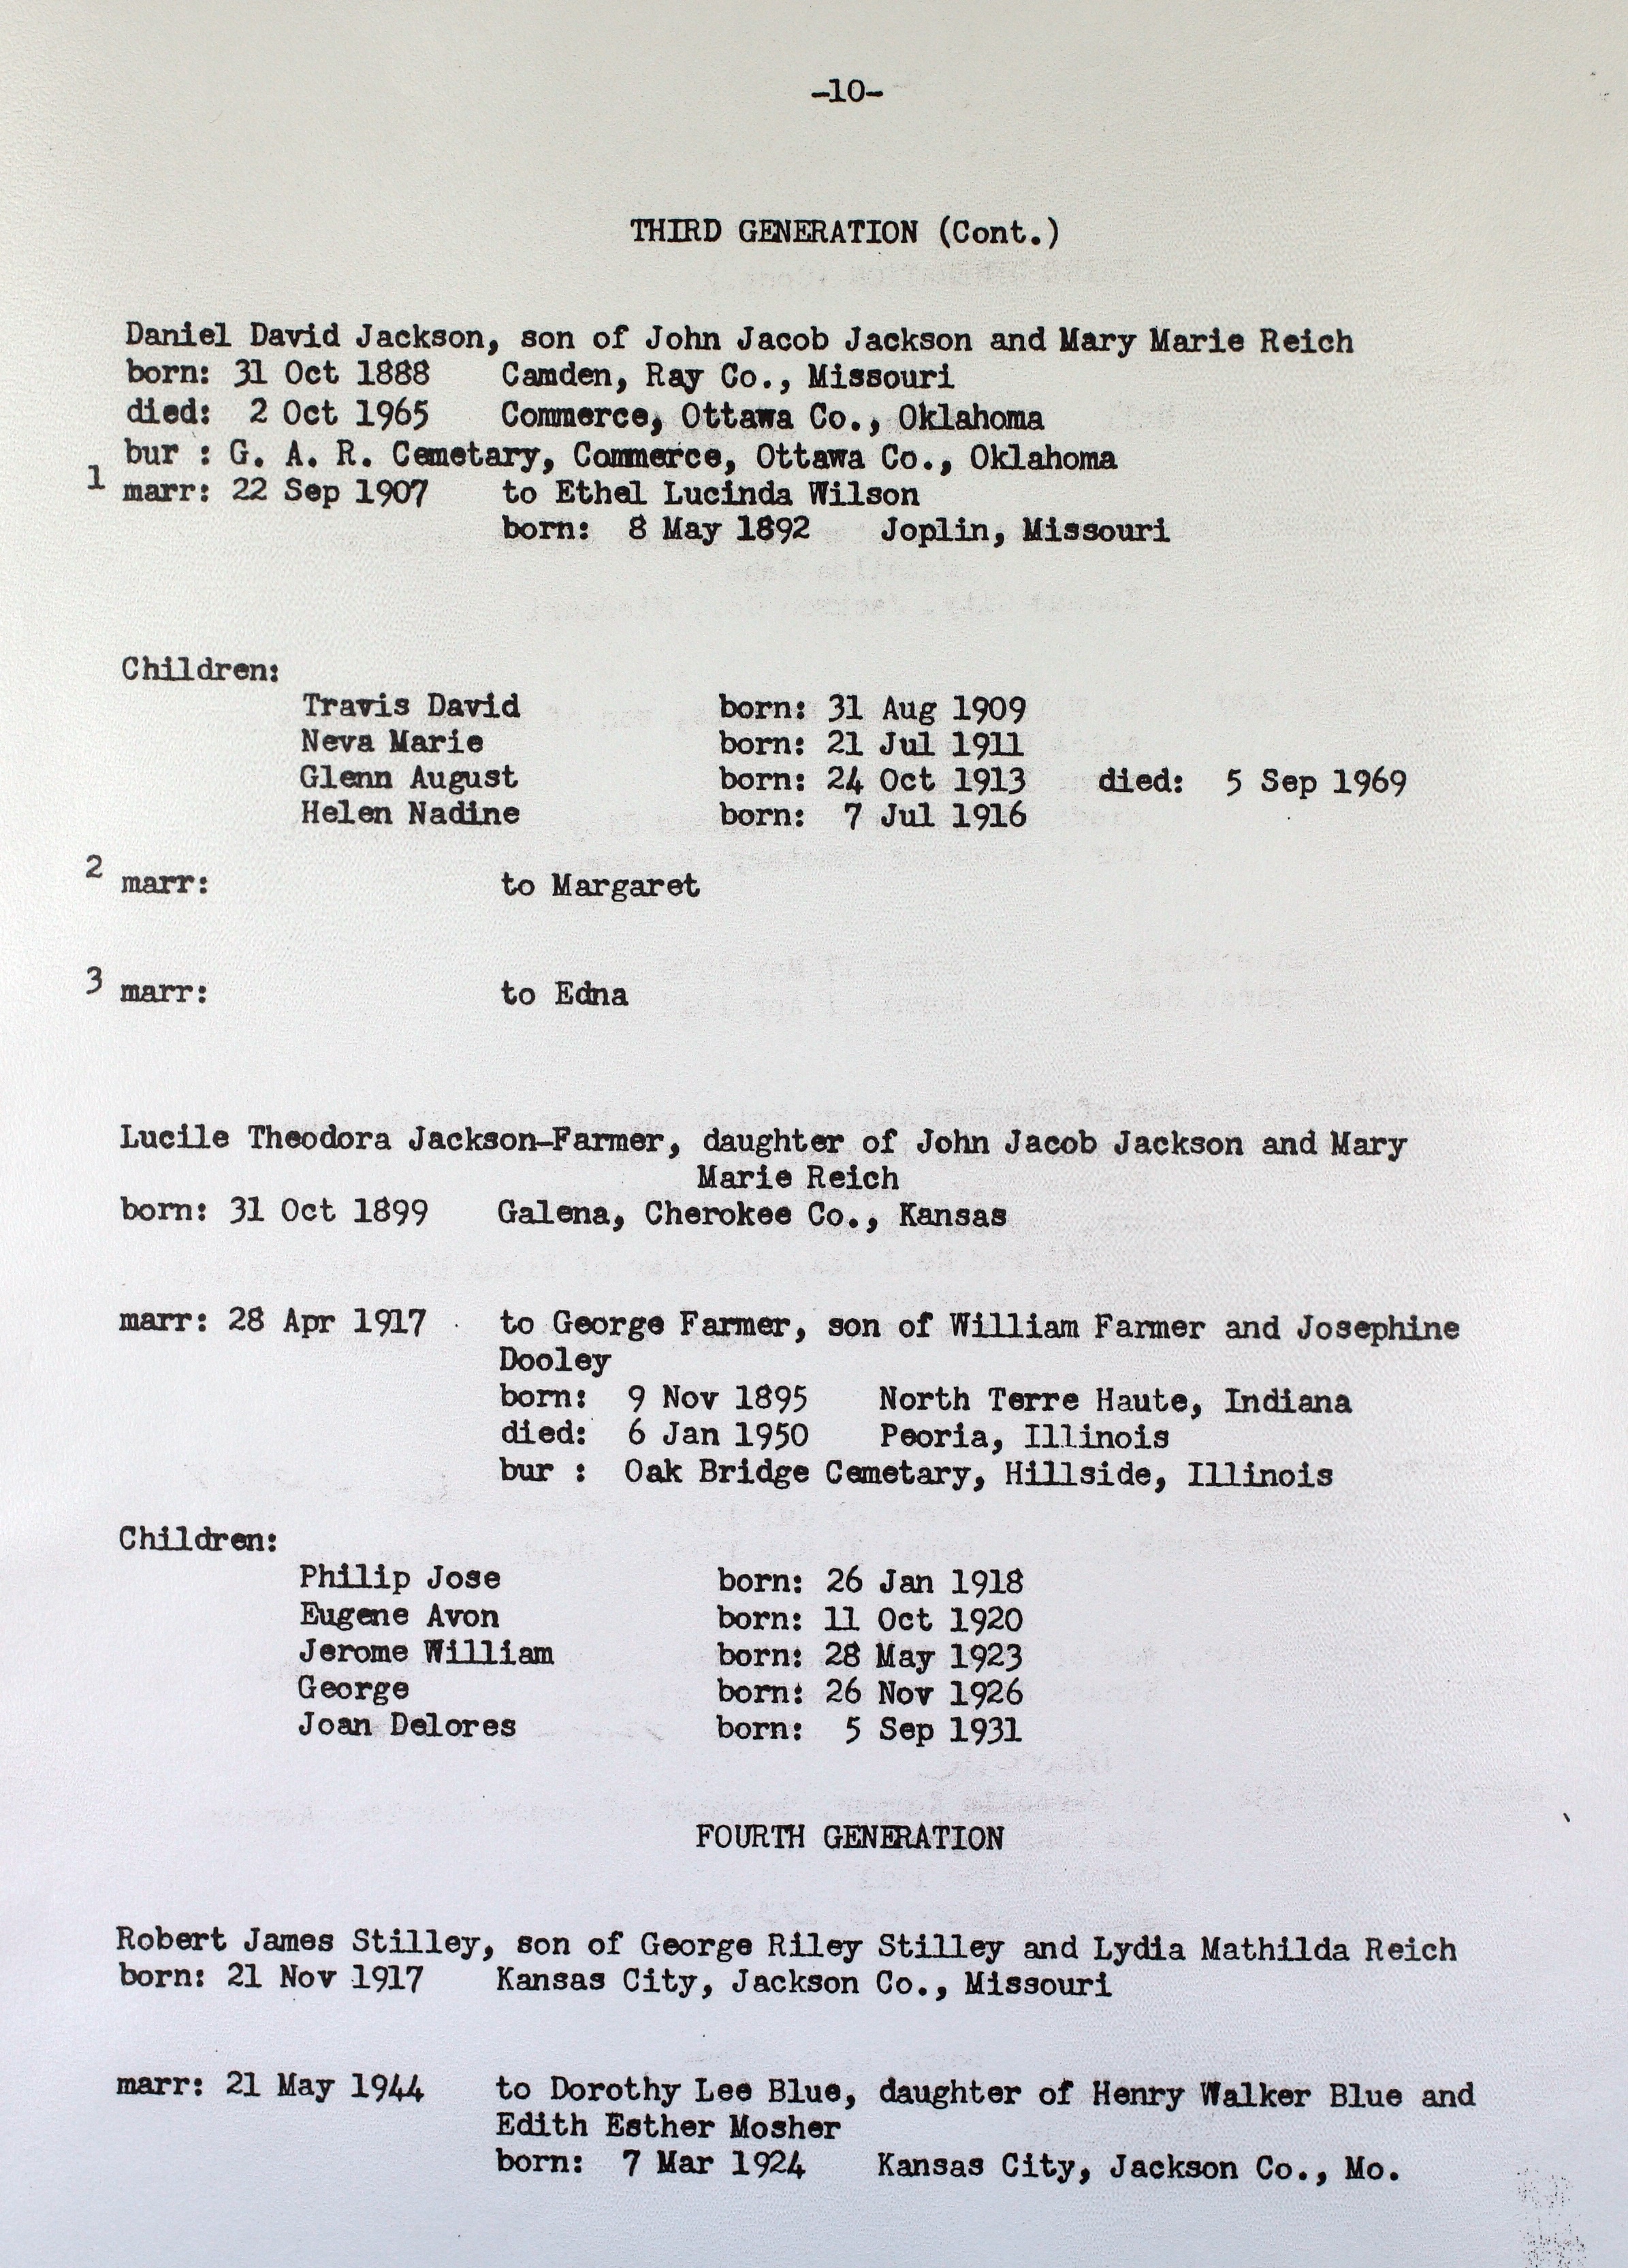 -10-
THIRD GENERATION (Cont.)
Daniel David Jackson, son of John Jacob Jackson and Mary Marie Reich
born: 31 Oct 1888 Camden, Ray Co., Missouri
died: 2 Oct 1965 Commerce, Ottawa Co., Oklahoma
bur : G. A. R. Cemetary, Commerce, Ottawa Co., Oklahoma
1 marr: 22 Sep 1907 to Ethel Lucinda Wilson
born: 8 May 1892 Joplin, Missouri
Children:
Travis David born: 31 Aug 1909
Neva Marie born: 21 Jul 1911
Glenn August born: 24 Oct 1913 died: 5 Sep 1969
Helen Nadine born: 7 Jul 1916
2 marr: to Margaret
3 marr: to Edna
Lucile Theodora Jackson-Farmer, daughter of John Jacob Jackson and Mary
Marie Reich
born: 31 Oct 1899 Galena, Cherokee Co., Kansas
marr: 28 Apr 1917 to George Farmer, son of William Farmer and Josephine
Dooley
born: 9 Nov 1895 North Terre Haute, Indiana
died: 6 Jan 1950 Peoria, Illinois
bur : Oak Bridge Cemetary, Hillside, Illinois
Children:
Philip Jose born: 26 Jan 1918
Eugene Avon born: 11 Oct 1920
Jerome William born: 28 May 1923
George born: 26 Nov 1926
Joan Delores born: 5 Sep 1931
FOURTH GENERATION
Robert James Stilley, son of George Riley Stilley and Lydia Mathilda Reich
born: 21 Nov 1917 Kansas City, Jackson Co., Missouri
marr: 21 May 1944 to Dorothy Lee Blue, daughter of Henry Walker Blue and
Edith Esther Mosher
born: 7 Mar 1924 Kansas City, Jackson Co., Mo.